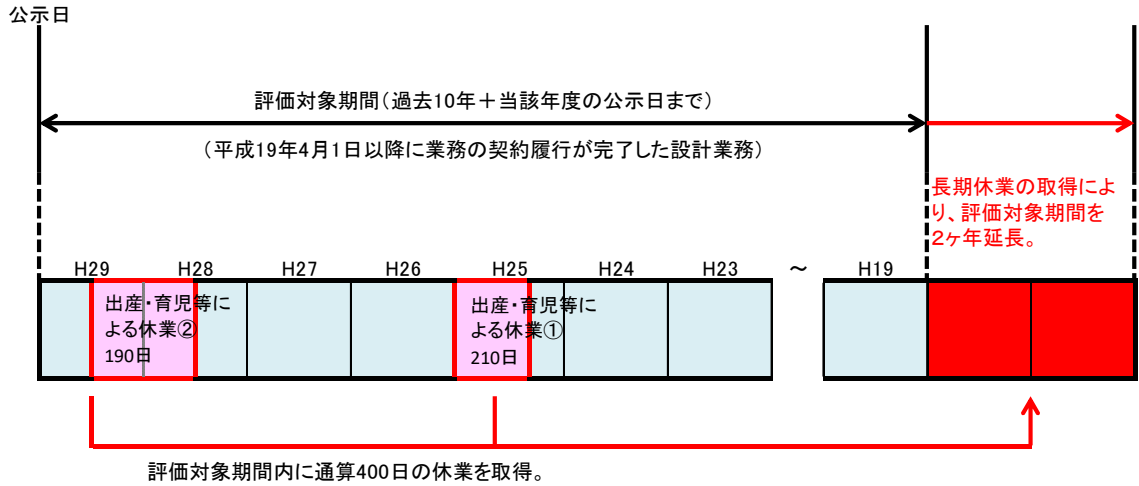 公示日
評価対象期間（過去10年＋当該年度の公示日まで）
（平成19年4月1日以降に業務の契約履行が完了した設計業務）
長期休業の取得によ
り、評価対象期間を
２ヶ年延長。
H29 H28 H27 H26 H25 H24 H23 ～ H19
出産・育児等に
よる休業②
190日
出産・育児等に
よる休業①
210日
評価対象期間内に通算400日の休業を取得。